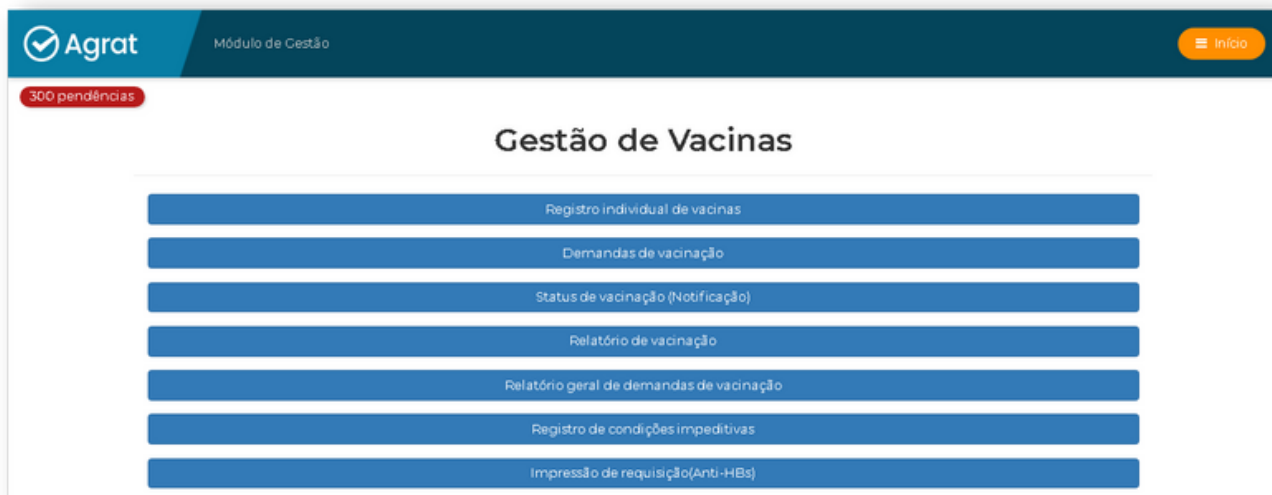 Agrat
Módulo de Gestão
Início
300 pendências
Gestão de Vacinas
Registro individual de vacinas
Demandas de vacinação
Status de vacinação (Notificação)
Relatório de vacinação
Relatório geral de demandas de vacinação
Registro de condições impeditivas
Impressão de requisição(Anti-HBs)